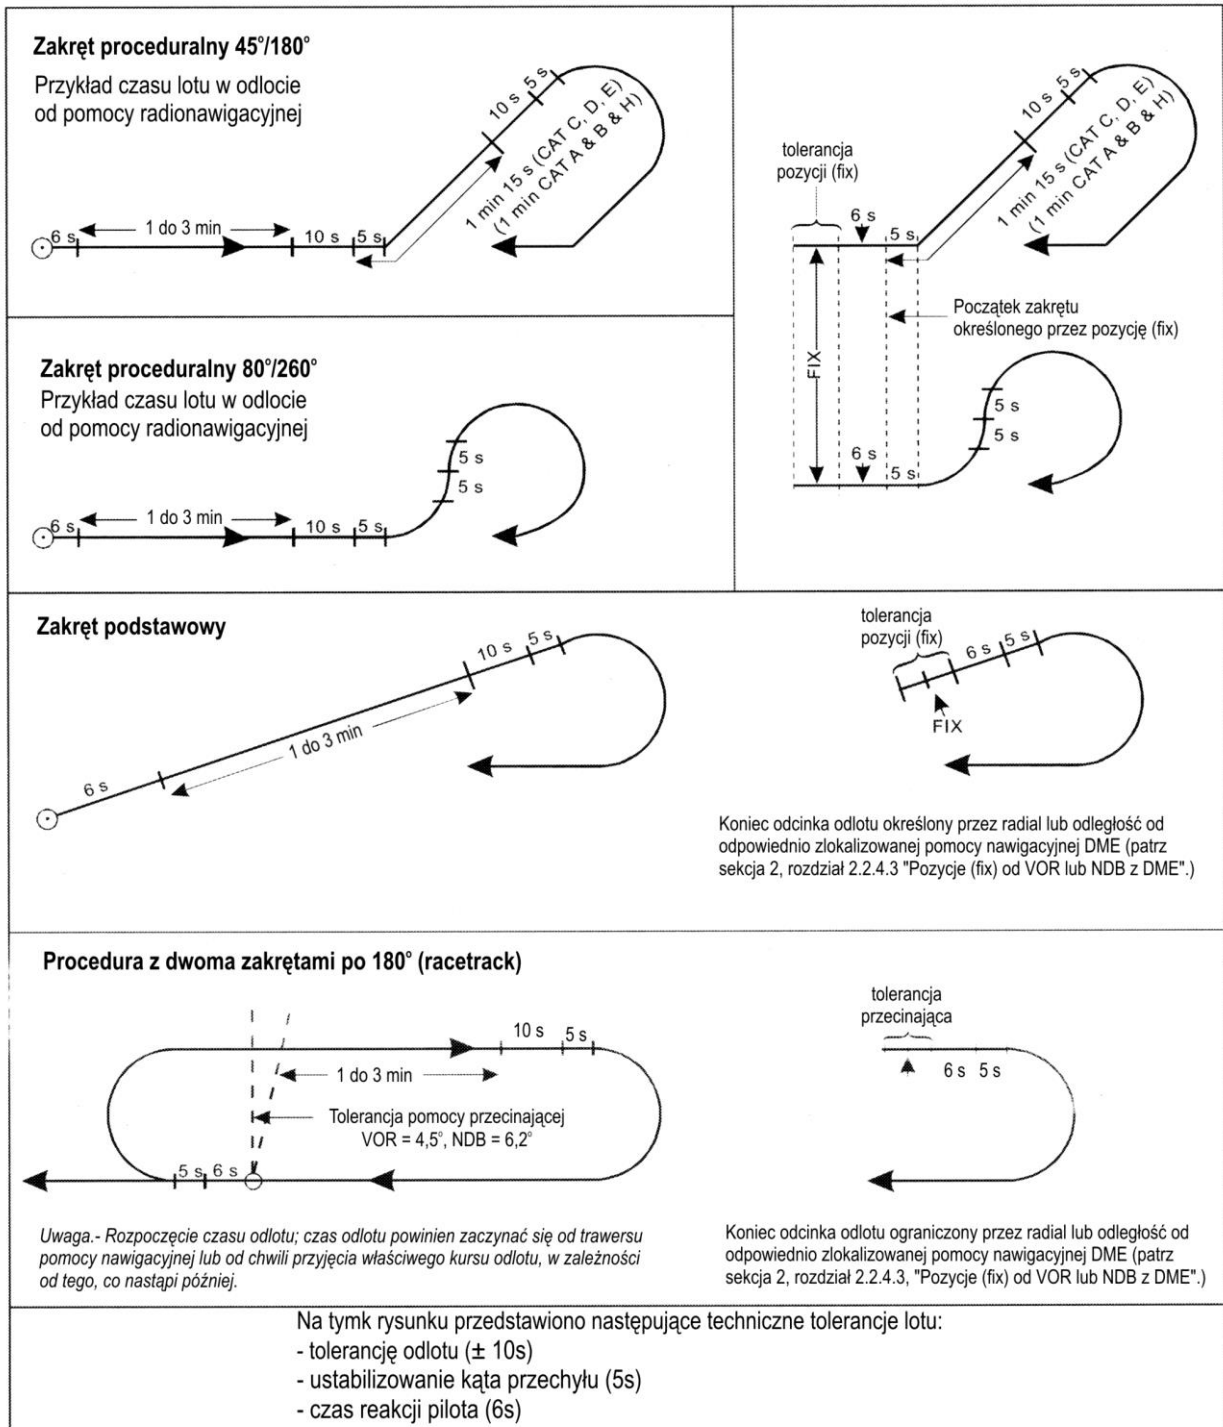 Zakręt proceduralny 45°/180°
Przykład czasu lotu w odlocie
od pomocy radionawigacyjnej
6 s
1 do 3 min
10 s
5 s
10 s
5 s
1 min 15 s (CAT C, D, E)
(1 min CAT A & B & H)
tolerancja
pozycji (fix)
6 s
5 s
10 s
5 s
1 min 15 s (CAT C, D, E)
(1 min CAT A & B & H)
Początek zakrętu
określonego przez pozycję (fix)
FIX
6 s
5 s
5 s
5 s
Zakręt proceduralny 80°/260°
Przykład czasu lotu w odlocie
od pomocy radionawigacyjnej
6 s
1 do 3 min
10 s
5 s
5 s
5 s
Zakręt podstawowy
6 s
1 do 3 min
10 s
5 s
tolerancja
pozycji (fix)
6 s
5 s
FIX
Koniec odcinka odlotu określony przez radial lub odległość od
odpowiednio zlokalizowanej pomocy nawigacyjnej DME (patrz
sekcja 2, rozdział 2.2.4.3 "Pozycje (fix) od VOR lub NDB z DME".)
Procedura z dwoma zakrętami po 180° (racetrack)
10 s
5 s
1 do 3 min
Tolerancja pomocy przecinającej
VOR = 4,5°, NDB = 6,2°
5 s
6 s
tolerancja
przecinająca
6 s
5 s
Uwaga.- Rozpoczęcie czasu odlotu; czas odlotu powinien zaczynać się od trawersu
pomocy nawigacyjnej lub od chwili przyjęcia właściwego kursu odlotu, w zależności
od tego, co nastąpi później.
Koniec odcinka odlotu ograniczony przez radial lub odległość od
odpowiednio zlokalizowanej pomocy nawigacyjnej DME (patrz
sekcja 2, rozdział 2.2.4.3, "Pozycje (fix) od VOR lub NDB z DME".)
Na tymk rysunku przedstawiono następujące techniczne tolerancje lotu:
- tolerancję odlotu (± 10s)
- ustabilizowanie kąta przechyłu (5s)
- czas reakcji pilota (6s)